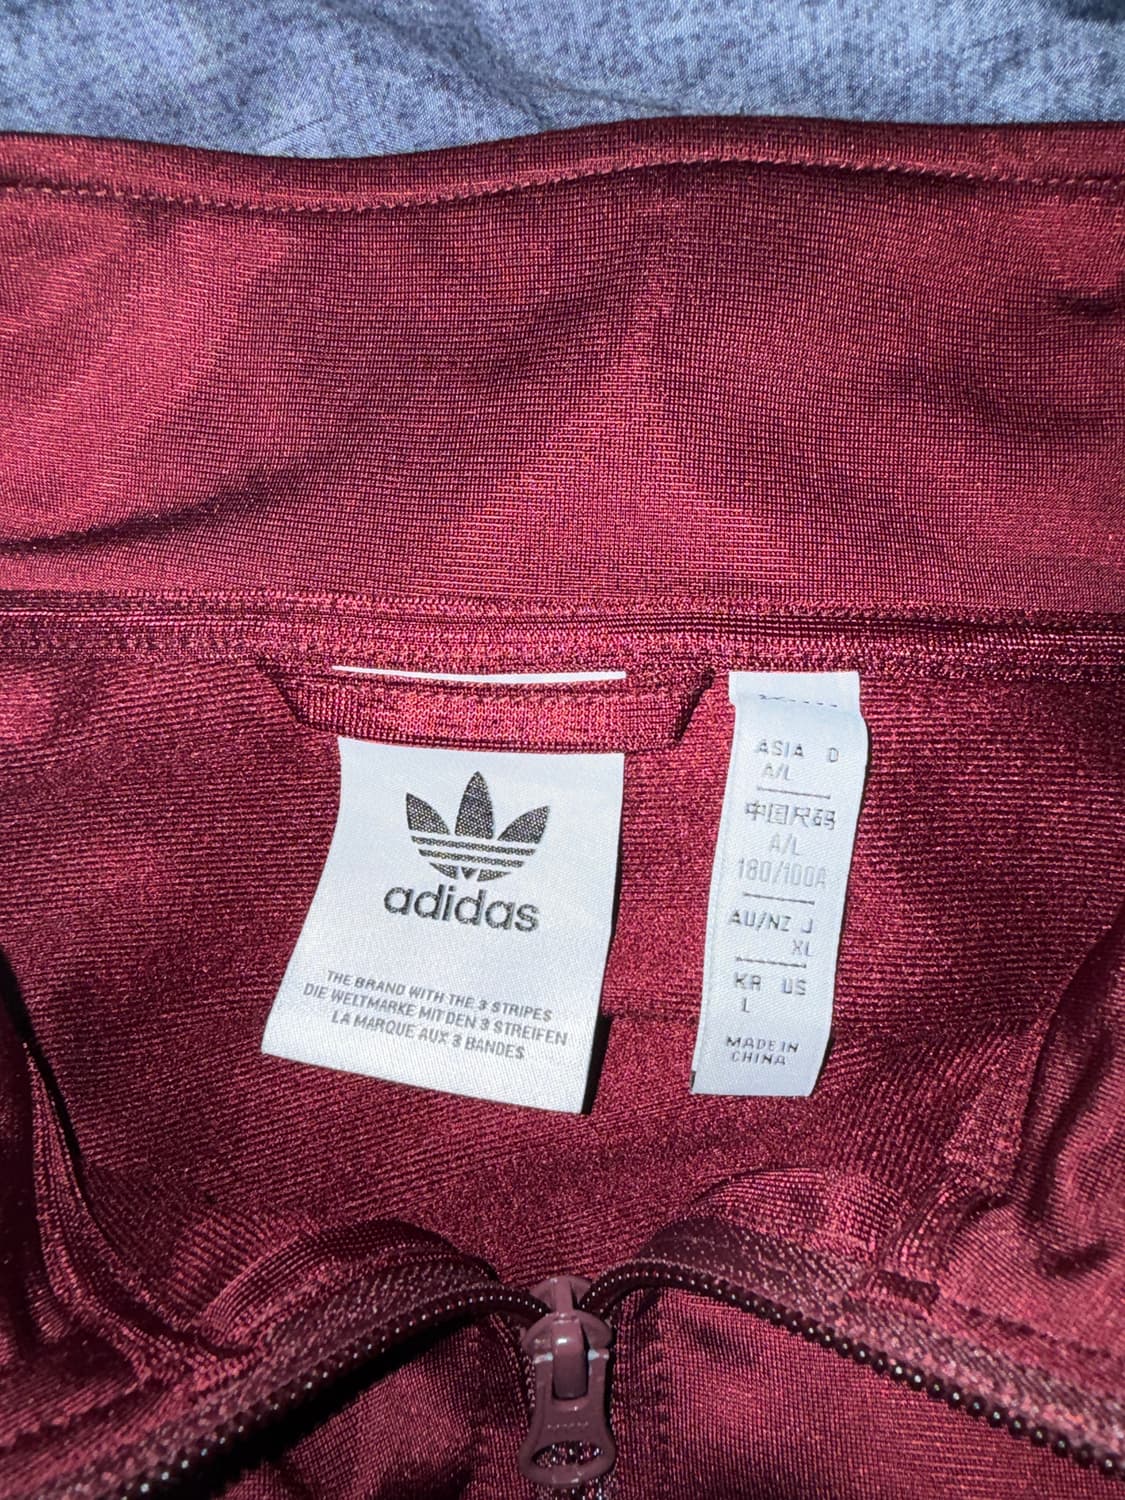 adidas
THE BRAND WITH THE 3 STRIPES
DIE WELTMARKE MIT DEN 3 STREIFEN
LA MARQUE AUX 3 BANDES
ASIA D
A/L
中国尺码
A/L
180/100A
AU/NZ J
XL
KR US
L
MADE IN
CHINA